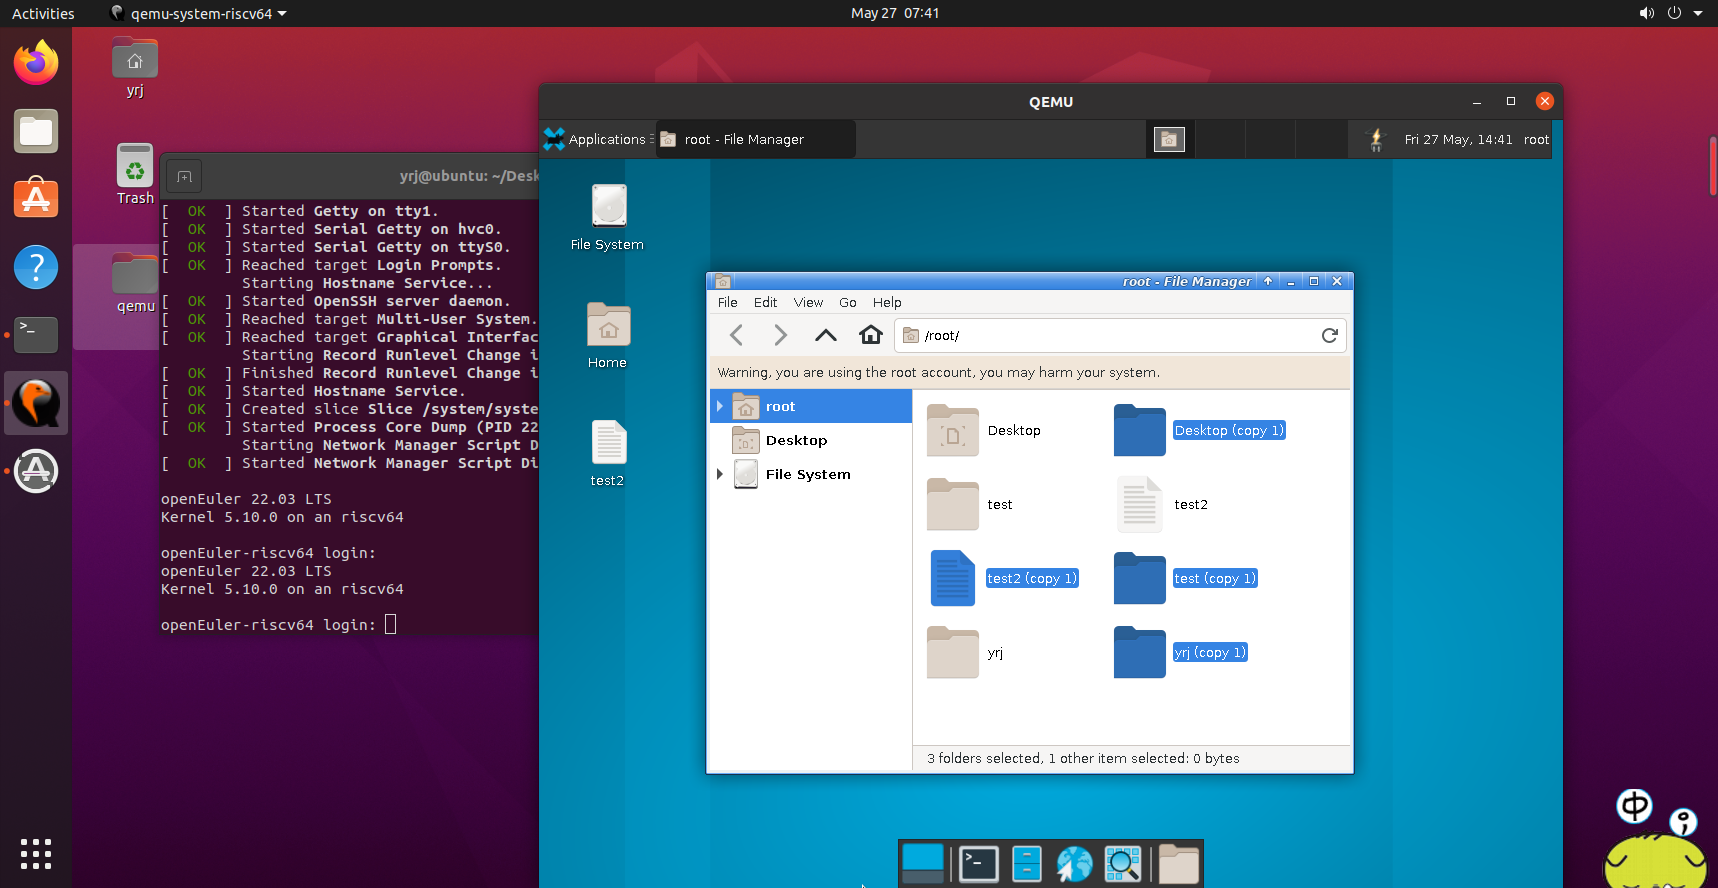 Activities
qemu-system-riscv64
May 27 07:41
yrj
Trash
qemu
yrj@ubuntu: ~/Desk
[ OK ] Started Getty on tty1.
[ OK ] Started Serial Getty on hvc0.
[ OK ] Started Serial Getty on ttyS0.
[ OK ] Reached target Login Prompts.
Starting Hostname Service...
[ OK ] Started OpenSSH server daemon.
[ OK ] Reached target Multi-User System.
[ OK ] Reached target Graphical Interfac
Starting Record Runlevel Change i
[ OK ] Finished Record Runlevel Change i
[ OK ] Started Hostname Service.
[ OK ] Created slice Slice /system/syste
[ OK ] Started Process Core Dump (PID 22
Starting Network Manager Script D
[ OK ] Started Network Manager Script Di
openEuler 22.03 LTS
Kernel 5.10.0 on an riscv64
openEuler-riscv64 login:
openEuler 22.03 LTS
Kernel 5.10.0 on an riscv64
openEuler-riscv64 login:
QEMU
Applications
root - File Manager
Fri 27 May, 14:41
root
File System
Home
test2
root - File Manager
File Edit View Go Help
/root/
Warning, you are using the root account, you may harm your system.
root
Desktop
File System
Desktop
Desktop (copy 1)
test
test2
test2 (copy 1)
test (copy 1)
yrj
yrj (copy 1)
3 folders selected, 1 other item selected: 0 bytes
中
;